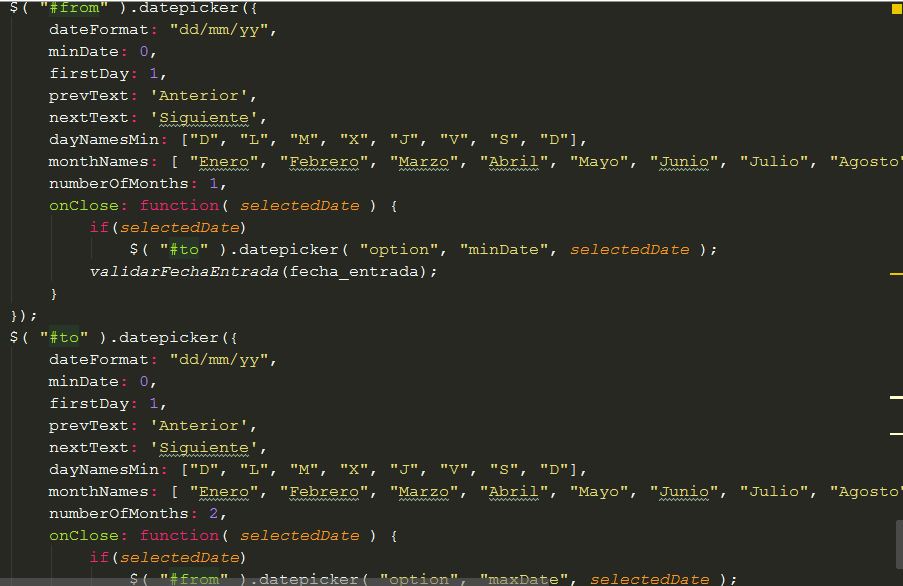 $( "#from" ).datepicker({
dateFormat: "dd/mm/yy",
minDate: 0,
firstDay: 1,
prevText: 'Anterior',
nextText: 'Siguiente',
dayNamesMin: ["D", "L", "M", "X", "J", "V", "S", "D"],
monthNames: [ "Enero", "Febrero", "Marzo", "Abril", "Mayo", "Junio", "Julio", "Agosto'
numberOfMonths: 1,
onClose: function( selectedDate ) {
if(selectedDate)
$( "#to" ).datepicker( "option", "minDate", selectedDate );
validarFechaEntrada(fecha_entrada);
}
});
$( "#to" ).datepicker({
dateFormat: "dd/mm/yy",
minDate: 0,
firstDay: 1,
prevText: 'Anterior',
nextText: 'Siguiente',
dayNamesMin: ["D", "L", "M", "X", "J", "V", "S", "D"],
monthNames: [ "Enero", "Febrero", "Marzo", "Abril", "Mayo", "Junio", "Julio", "Agosto'
numberOfMonths: 2,
onClose: function( selectedDate ) {
if(selectedDate)
$( "#from" ).datepicker( "option", "maxDate", selectedDate );